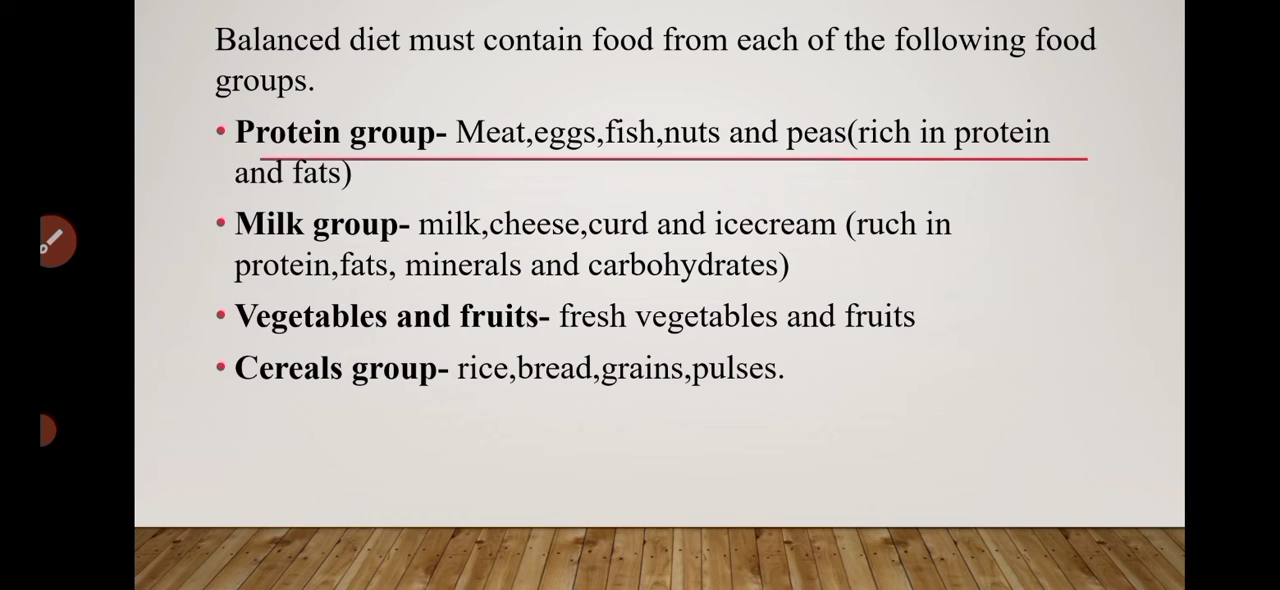 Balanced diet must contain food from each of the following food
groups.
• Protein group- Meat,eggs,fish,nuts and peas(rich in protein
and fats)
• Milk group- milk,cheese,curd and icecream (ruch in
protein,fats, minerals and carbohydrates)
• Vegetables and fruits- fresh vegetables and fruits
• Cereals group- rice,bread,grains,pulses.